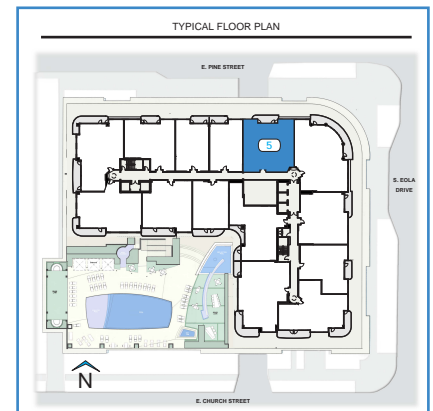 TYPICAL FLOOR PLAN
E. PINE STREET
5
S. EOLA
DRIVE
N
E. CHURCH STREET